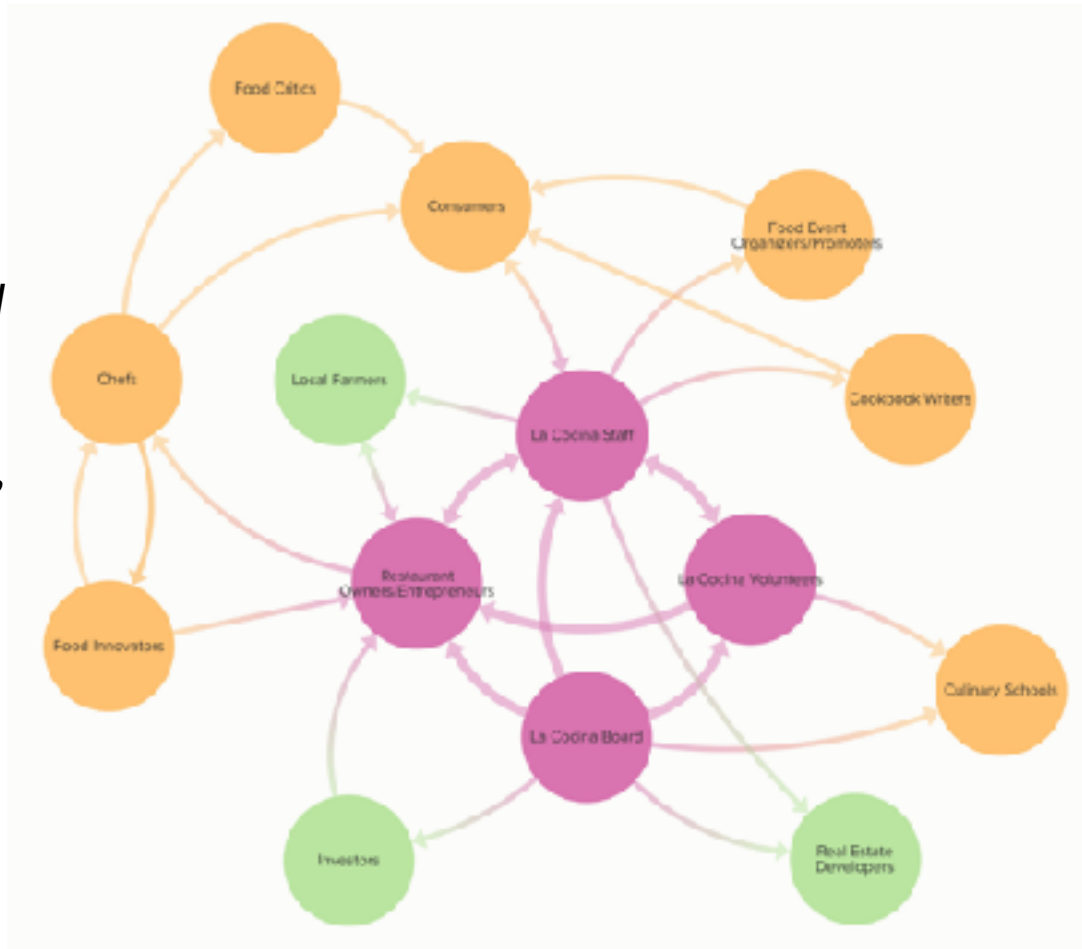 Food Critics
Consumers
Food Event
Organizers/Promoters
Chefs
Local Farmers
Cookbook Writers
La Cocina Staff
Restaurant
Owners/Entrepreneurs
La Cocina Volunteers
Food Innovators
Culinary Schools
La Cocina Board
Investors
Real Estate
Developers